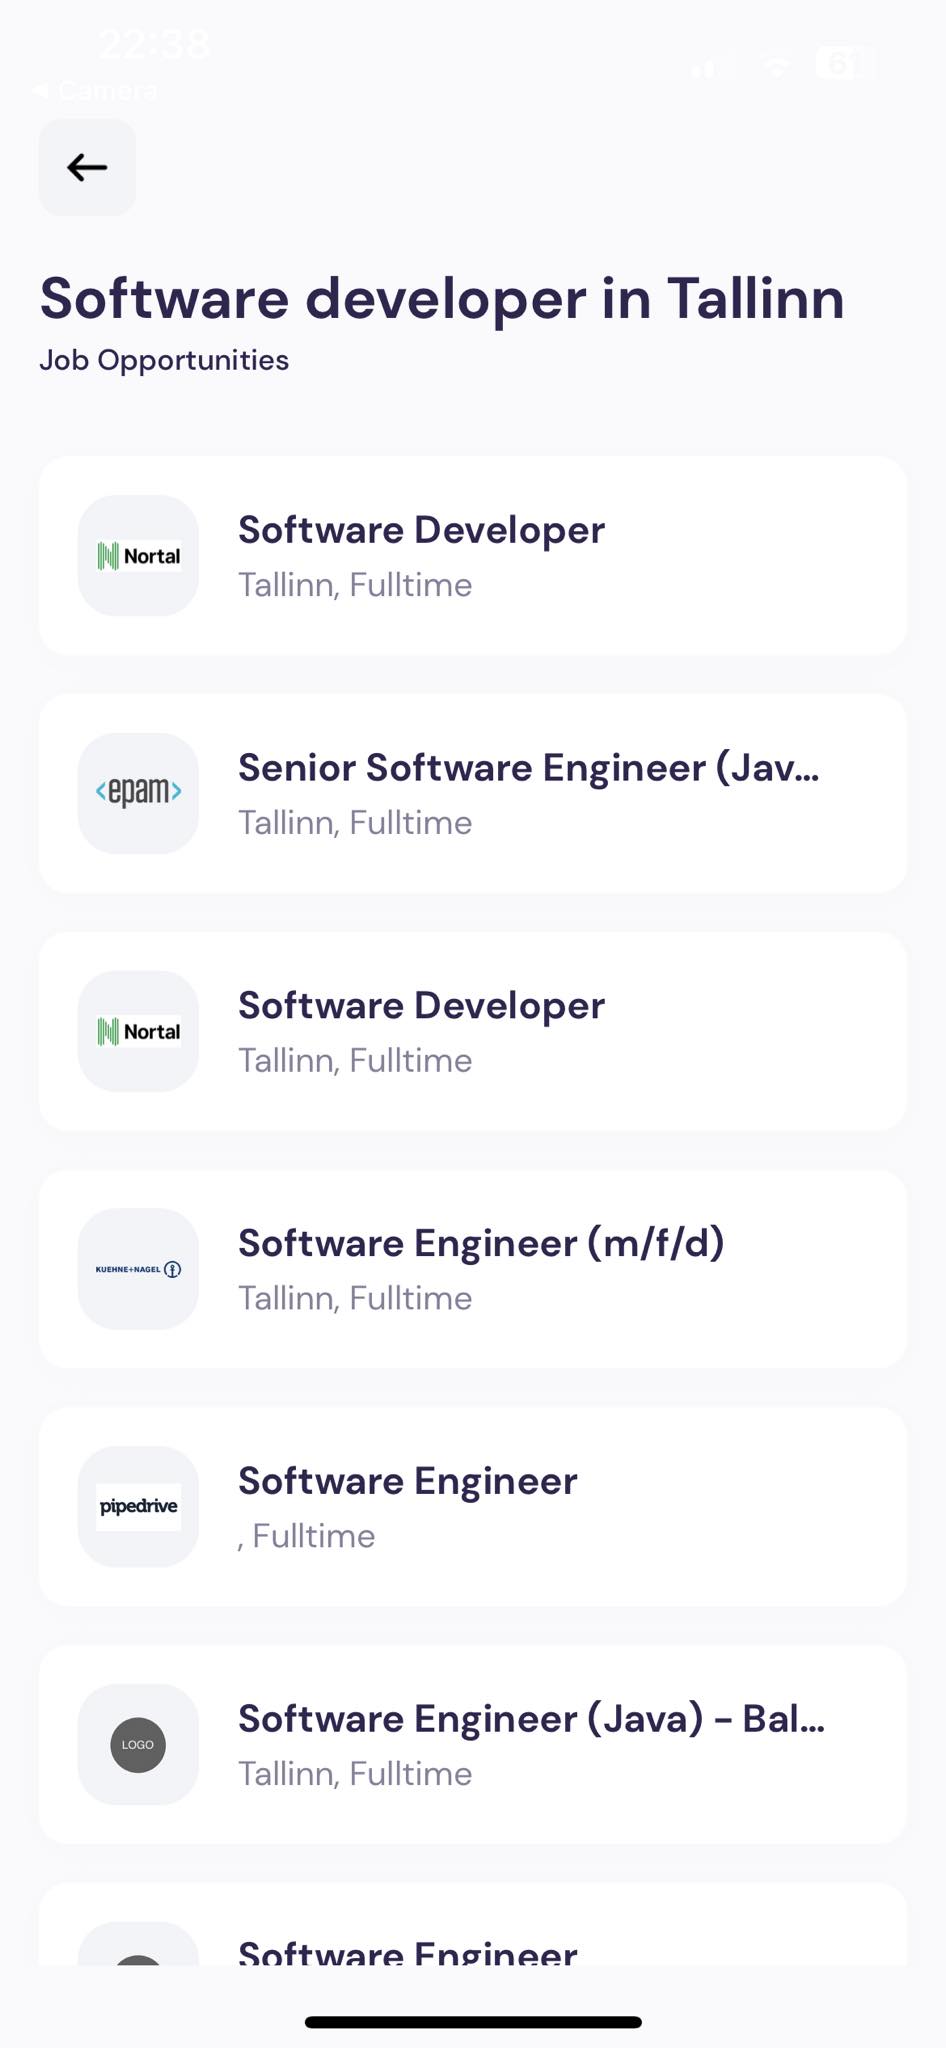 22:38
Camera
Software developer in Tallinn
Job Opportunities
Nortal
Software Developer
Tallinn, Fulltime
<epam>
Senior Software Engineer (Jav...
Tallinn, Fulltime
Nortal
Software Developer
Tallinn, Fulltime
KUEHNE+NAGEL
Software Engineer (m/f/d)
Tallinn, Fulltime
pipedrive
Software Engineer
, Fulltime
LOGO
Software Engineer (Java) – Bal...
Tallinn, Fulltime
Software Engineer